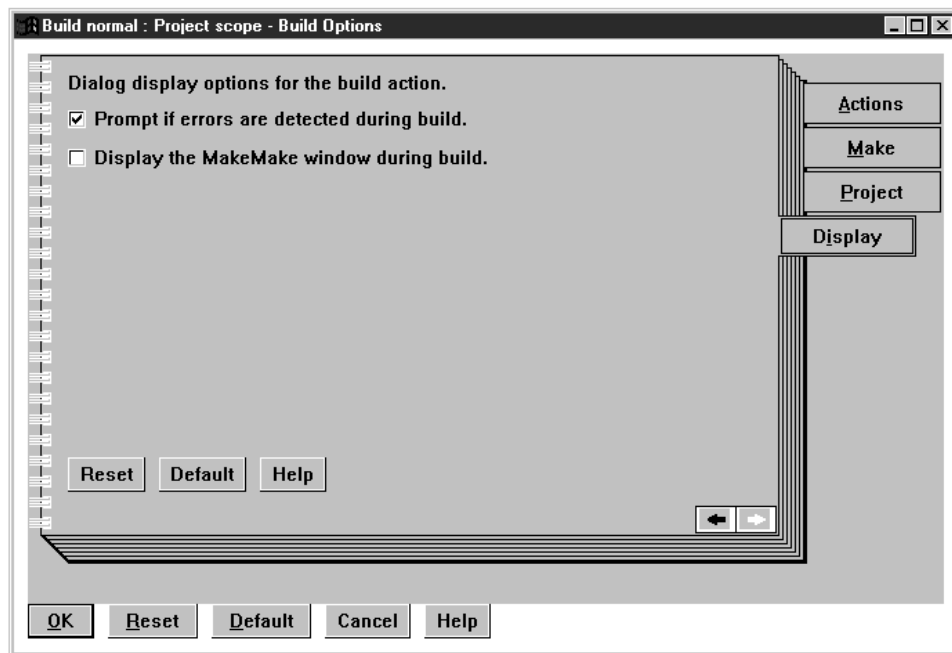 Build normal : Project scope - Build Options
Dialog display options for the build action.
Prompt if errors are detected during build.
Display the MakeMake window during build.
Actions
Make
Project
Display
Reset Default Help
OK Reset Default Cancel Help